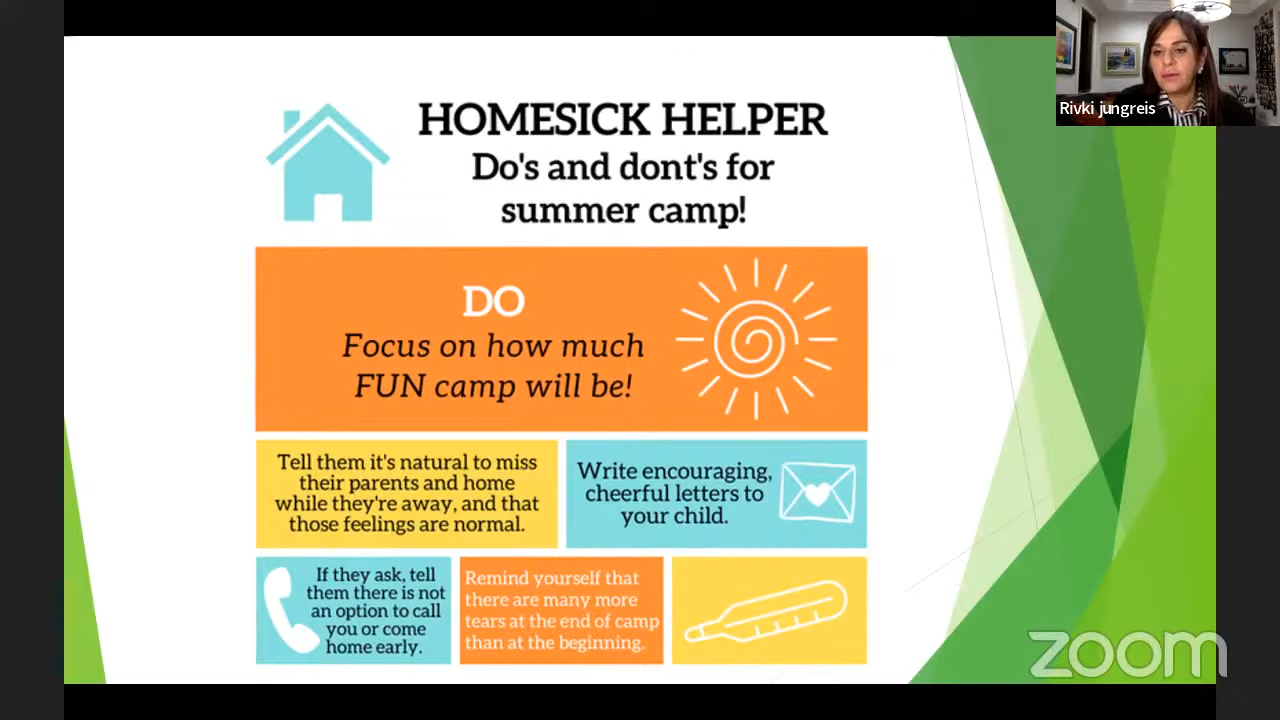 HOMESICK HELPER
Do's and dont's for
summer camp!
DO
Focus on how much
FUN camp will be!
Tell them it's natural to miss
their parents and home
while they're away, and that
those feelings are normal.
Write encouraging,
cheerful letters to
your child.
If they ask, tell
them there is not
an option to call
you or come
home early.
Remind yourself that
there are many more
tears at the end of camp
than at the beginning.
Rivki jungreis
zoom